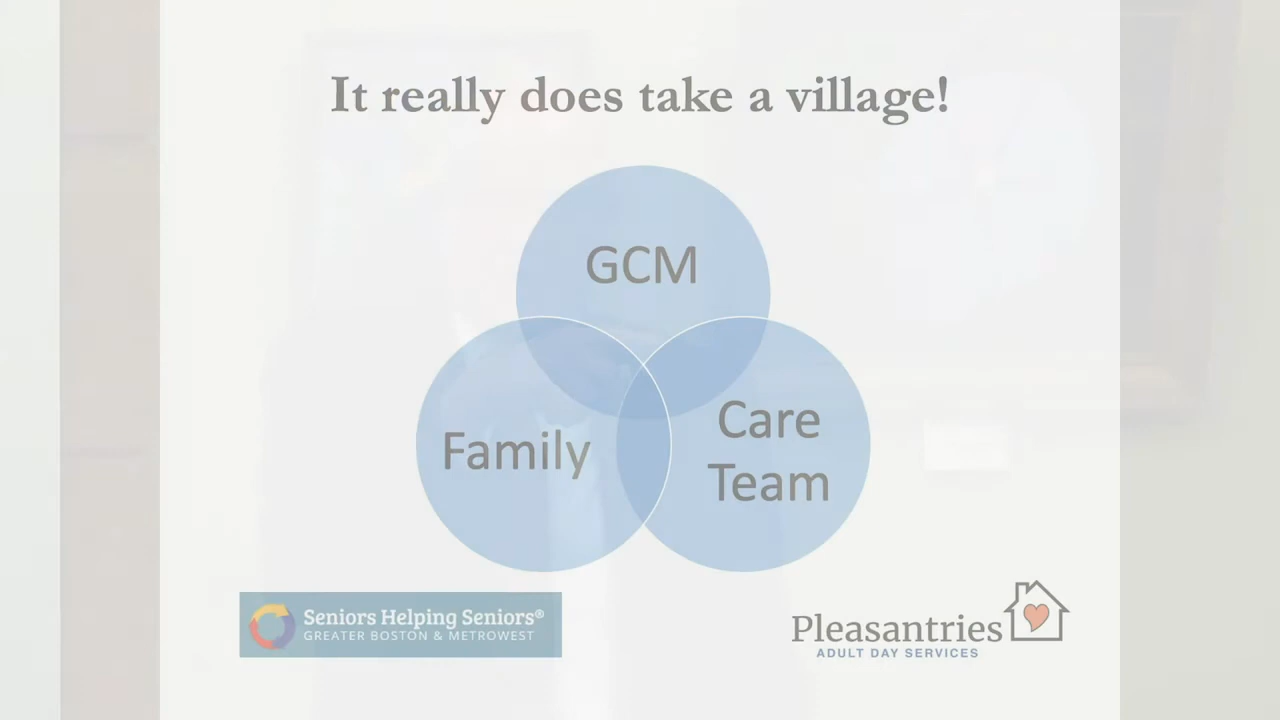 It really does take a village!
GCM
Family
Care
Team
Seniors Helping Seniors®
GREATER BOSTON & METROWEST
Pleasantries
ADULT DAY SERVICES